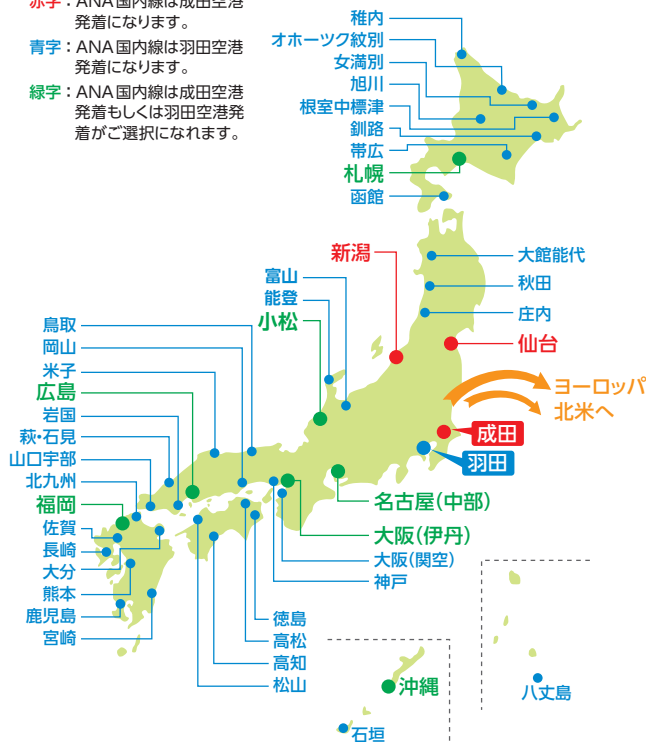 赤字：ANA国内線は成田空港
発着になります。
青字：ANA国内線は羽田空港
発着になります。
緑字：ANA国内線は成田空港
発着もしくは羽田空港発
着がご選択になれます。
稚内
オホーツク紋別
女満別
旭川
根室中標津
釧路
帯広
札幌
函館
新潟
大館能代
富山
秋田
能登
庄内
小松
仙台
鳥取
岡山
米子
広島
岩国
萩・石見
山口宇部
北九州
福岡
佐賀
長崎
大分
熊本
鹿児島
宮崎
ヨーロッパ
北米へ
成田
羽田
名古屋(中部)
大阪(伊丹)
大阪(関空)
神戸
徳島
高松
高知
松山
沖縄
石垣
八丈島